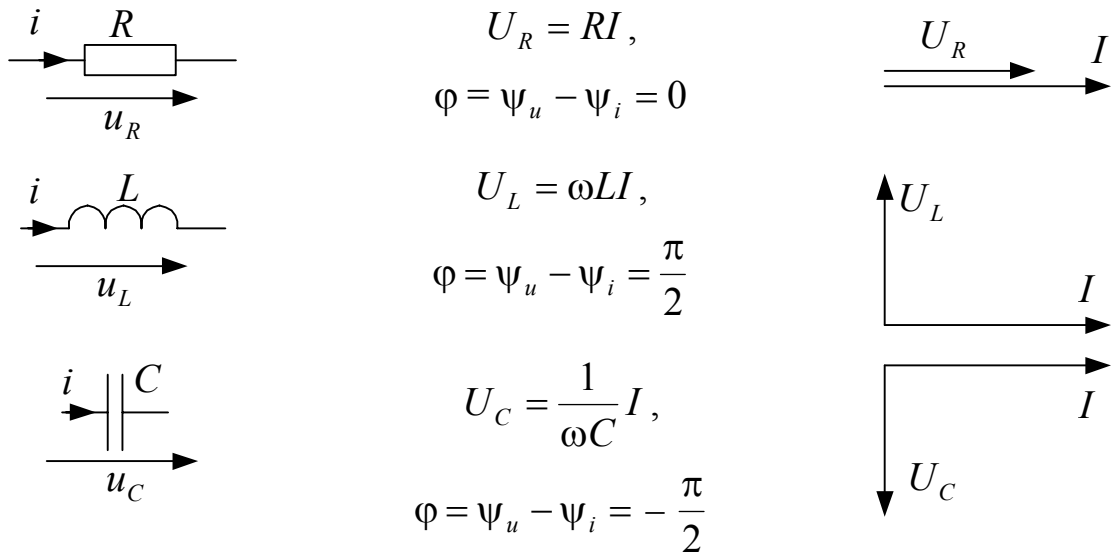 i R U_R = RI , U_R I
u_R φ = ψ_u − ψ_i = 0
i L U_L = ωLI , U_L
u_L φ = ψ_u − ψ_i = π/2 I
i C U_C = 1/ωC I , I
u_C U_C
φ = ψ_u − ψ_i = − π/2